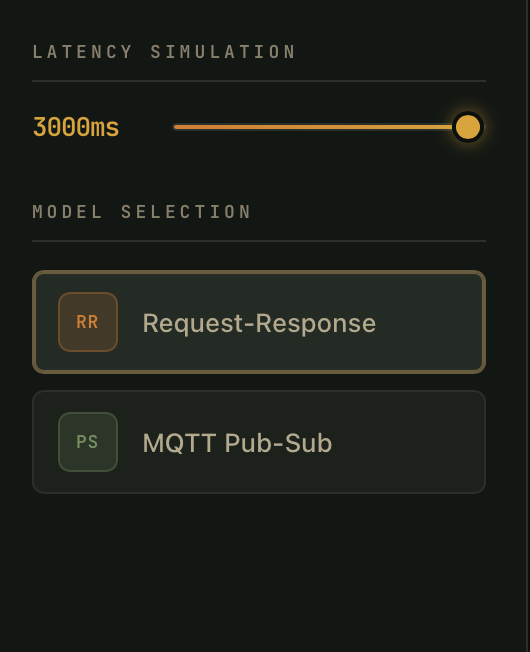 LATENCY SIMULATION
3000ms
MODEL SELECTION
RR Request-Response
PS MQTT Pub-Sub